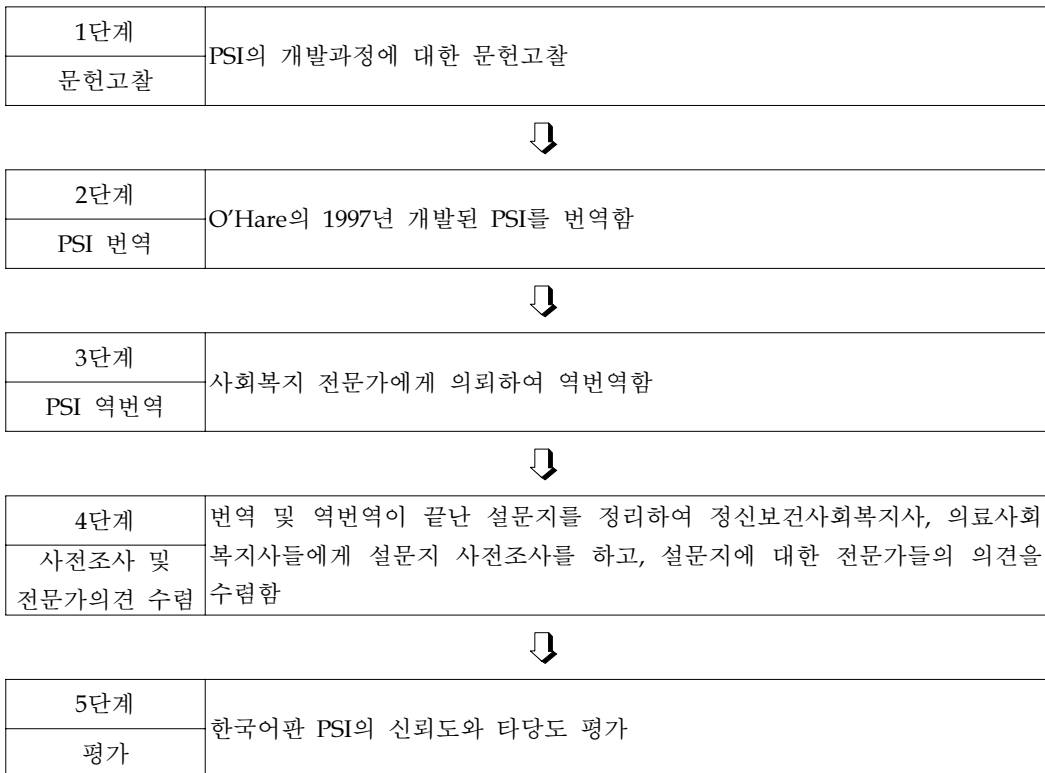 1단계
문헌고찰
PSI의 개발과정에 대한 문헌고찰
2단계
PSI 번역
O'Hare의 1997년 개발된 PSI를 번역함
3단계
PSI 역번역
사회복지 전문가에게 의뢰하여 역번역함
4단계
사전조사 및
전문가의견 수렴
번역 및 역번역이 끝난 설문지를 정리하여 정신보건사회복지사, 의료사회
복지사들에게 설문지 사전조사를 하고, 설문지에 대한 전문가들의 의견을
수렴함
5단계
평가
한국어판 PSI의 신뢰도와 타당도 평가